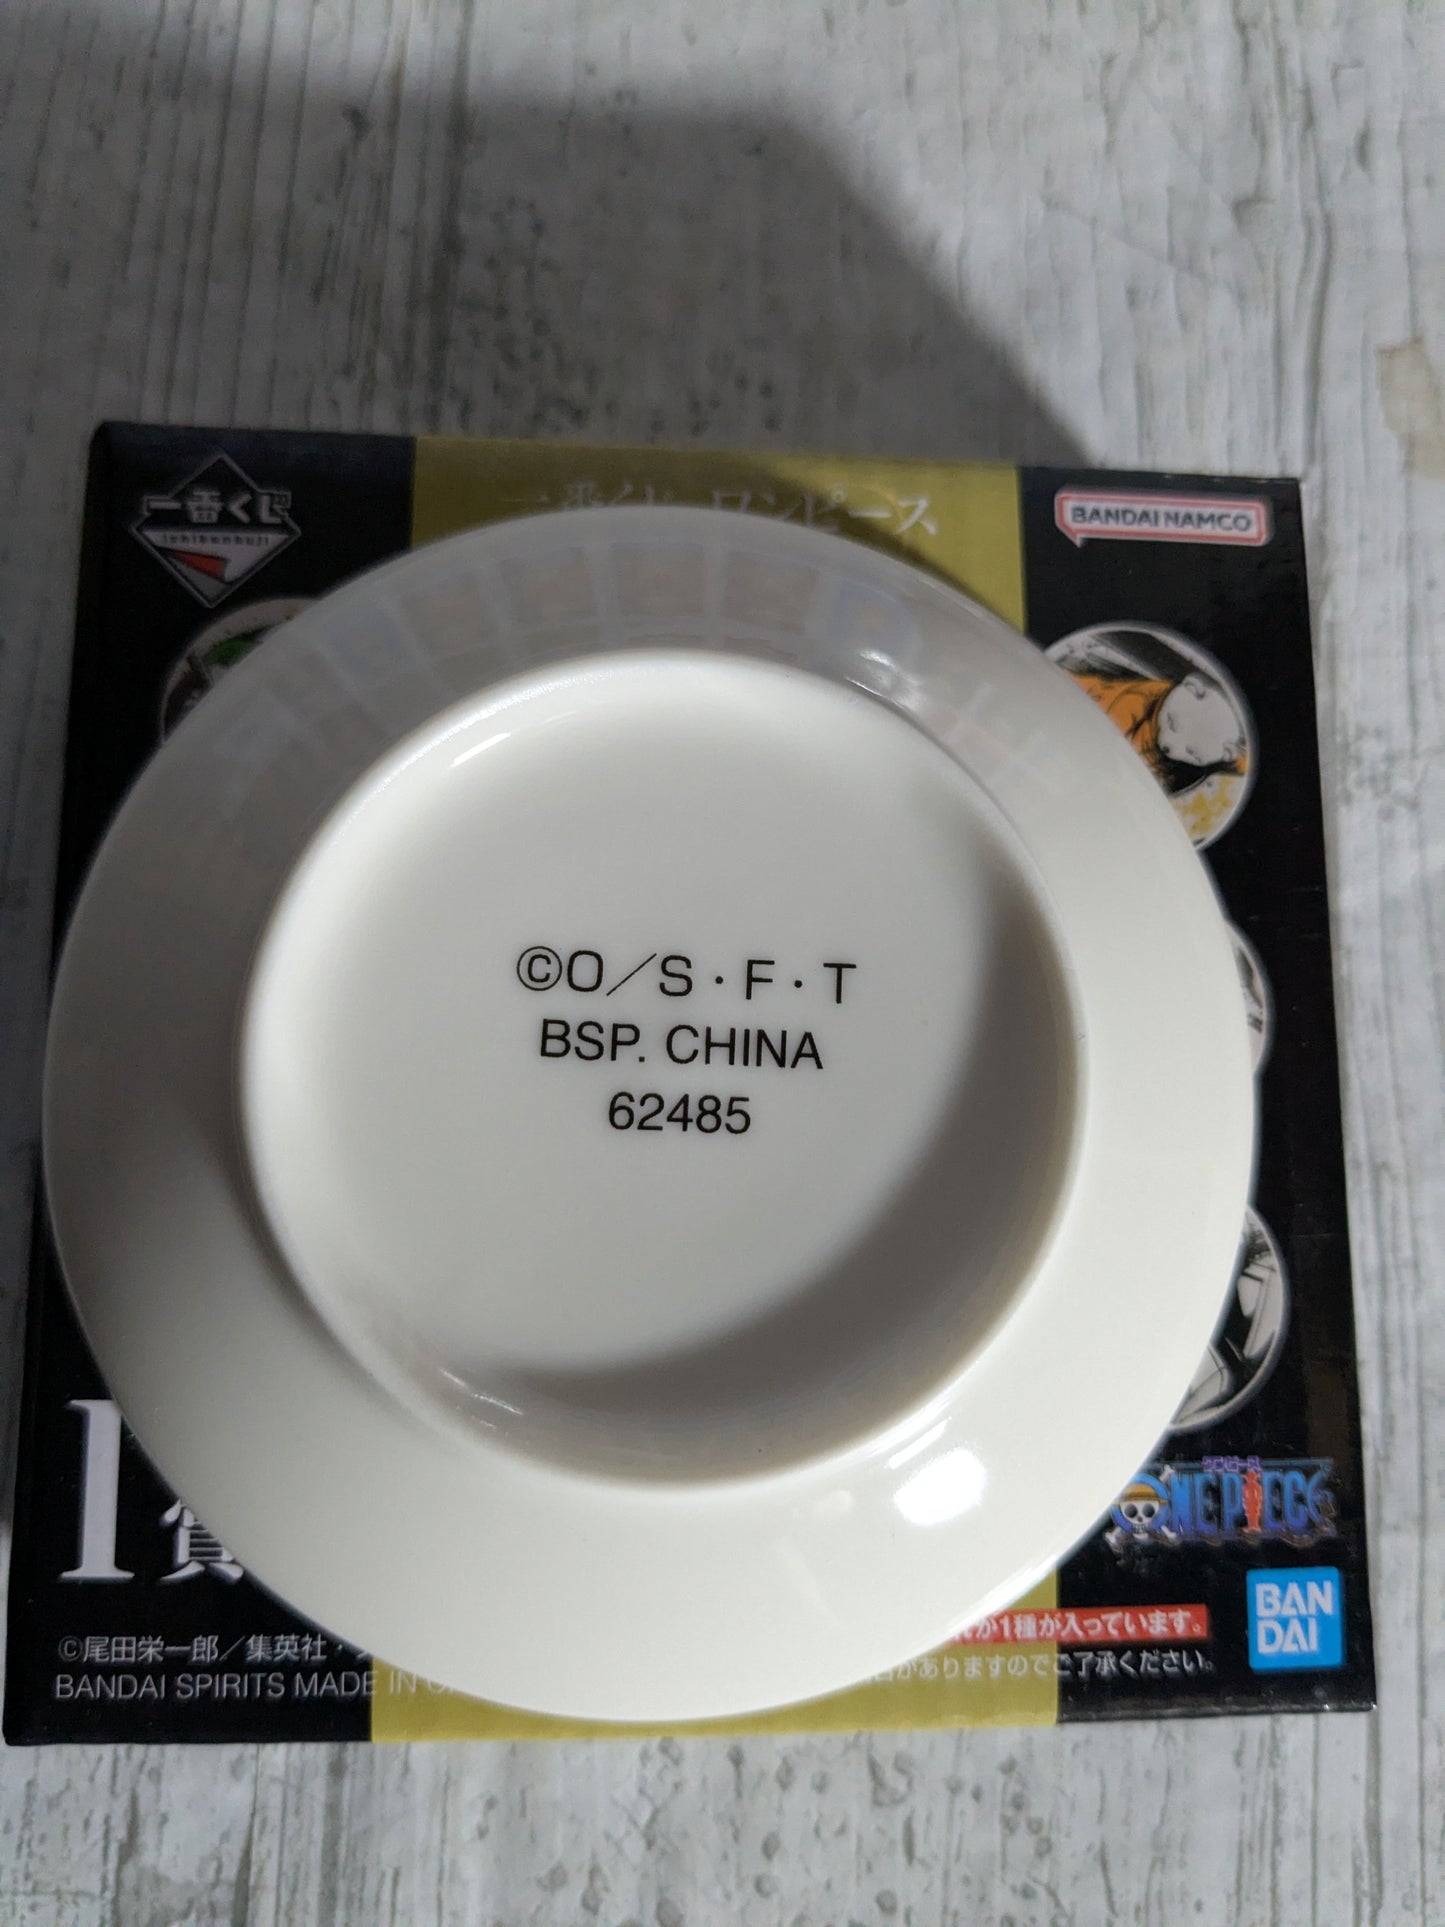 一番くじ
ichibankuji
一番くじ ワンピース
BANDAI NAMCO
©O／S・F・T
BSP. CHINA
62485
賞
ワンピース
ONE PIECE
BAN
DAI
が1種が入っています。
がありますのでご了承ください。
©尾田栄一郎／集英社・
BANDAI SPIRITS MADE IN